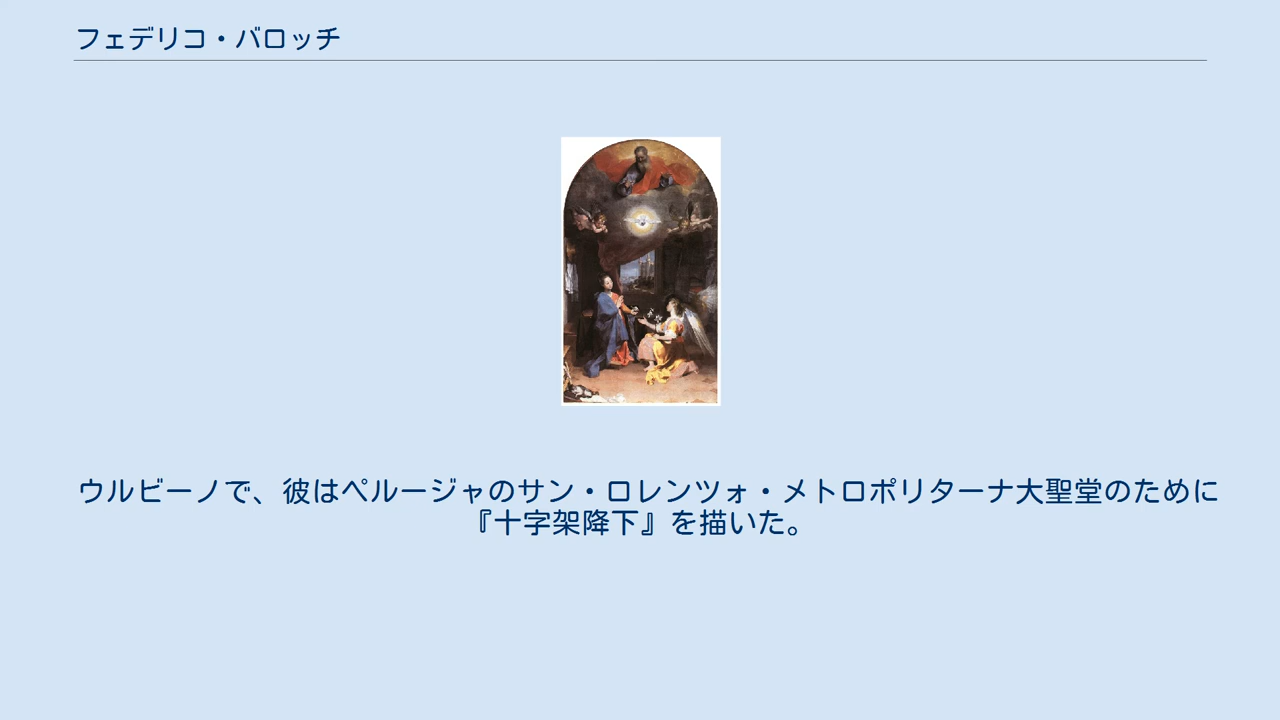 フェデリコ・バロッチ
ウルビーノで、彼はペルージャのサン・ロレンツォ・メトロポリターナ大聖堂のために
『十字架降下』を描いた。